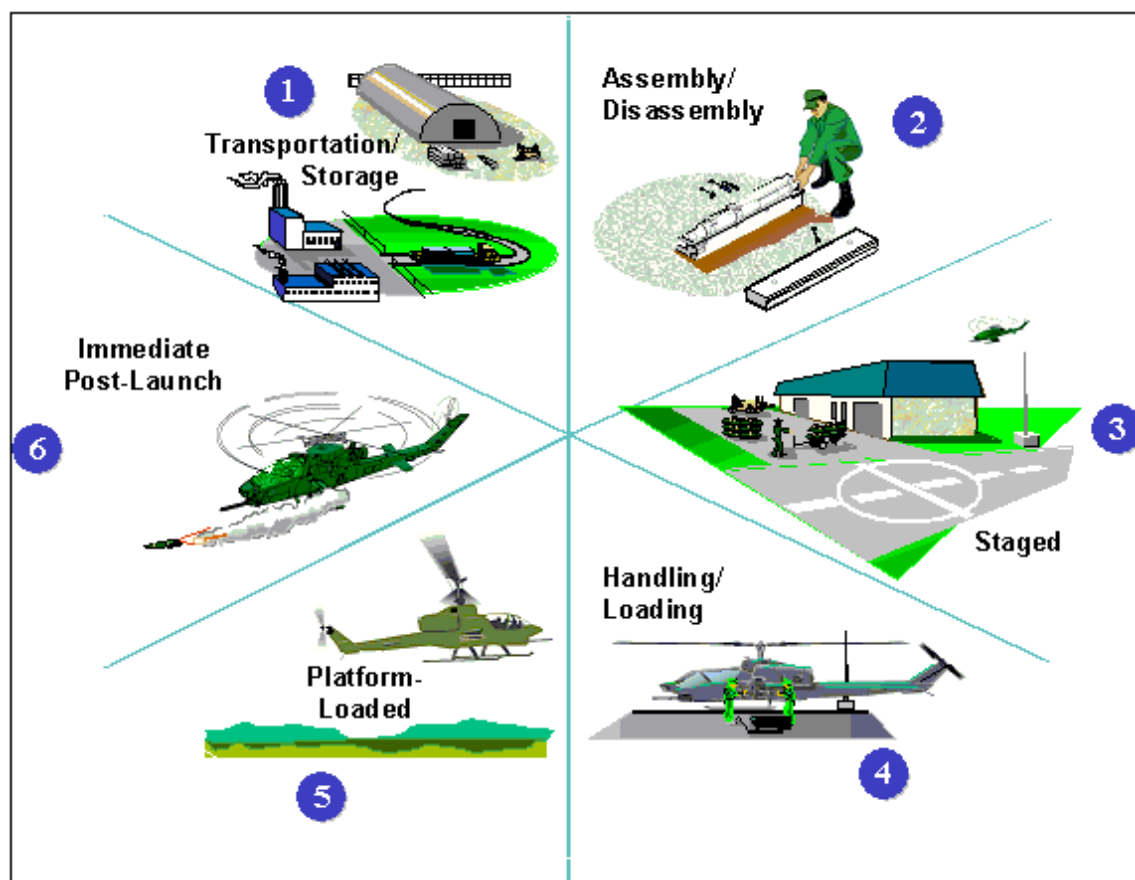 1
Transportation/
Storage
Assembly/
Disassembly
2
3
Staged
Handling/
Loading
4
Platform-
Loaded
5
Immediate
Post-Launch
6